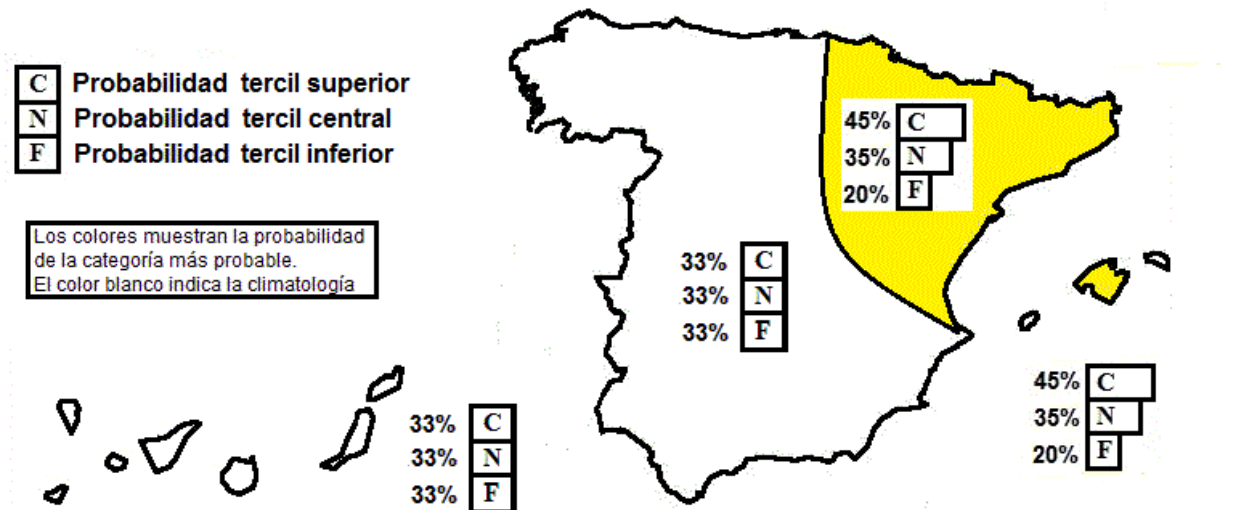 C Probabilidad tercil superior
N Probabilidad tercil central
F Probabilidad tercil inferior
Los colores muestran la probabilidad
de la categoría más probable.
El color blanco indica la climatología
45% C
35% N
20% F
33% C
33% N
33% F
45% C
35% N
20% F
33% C
33% N
33% F